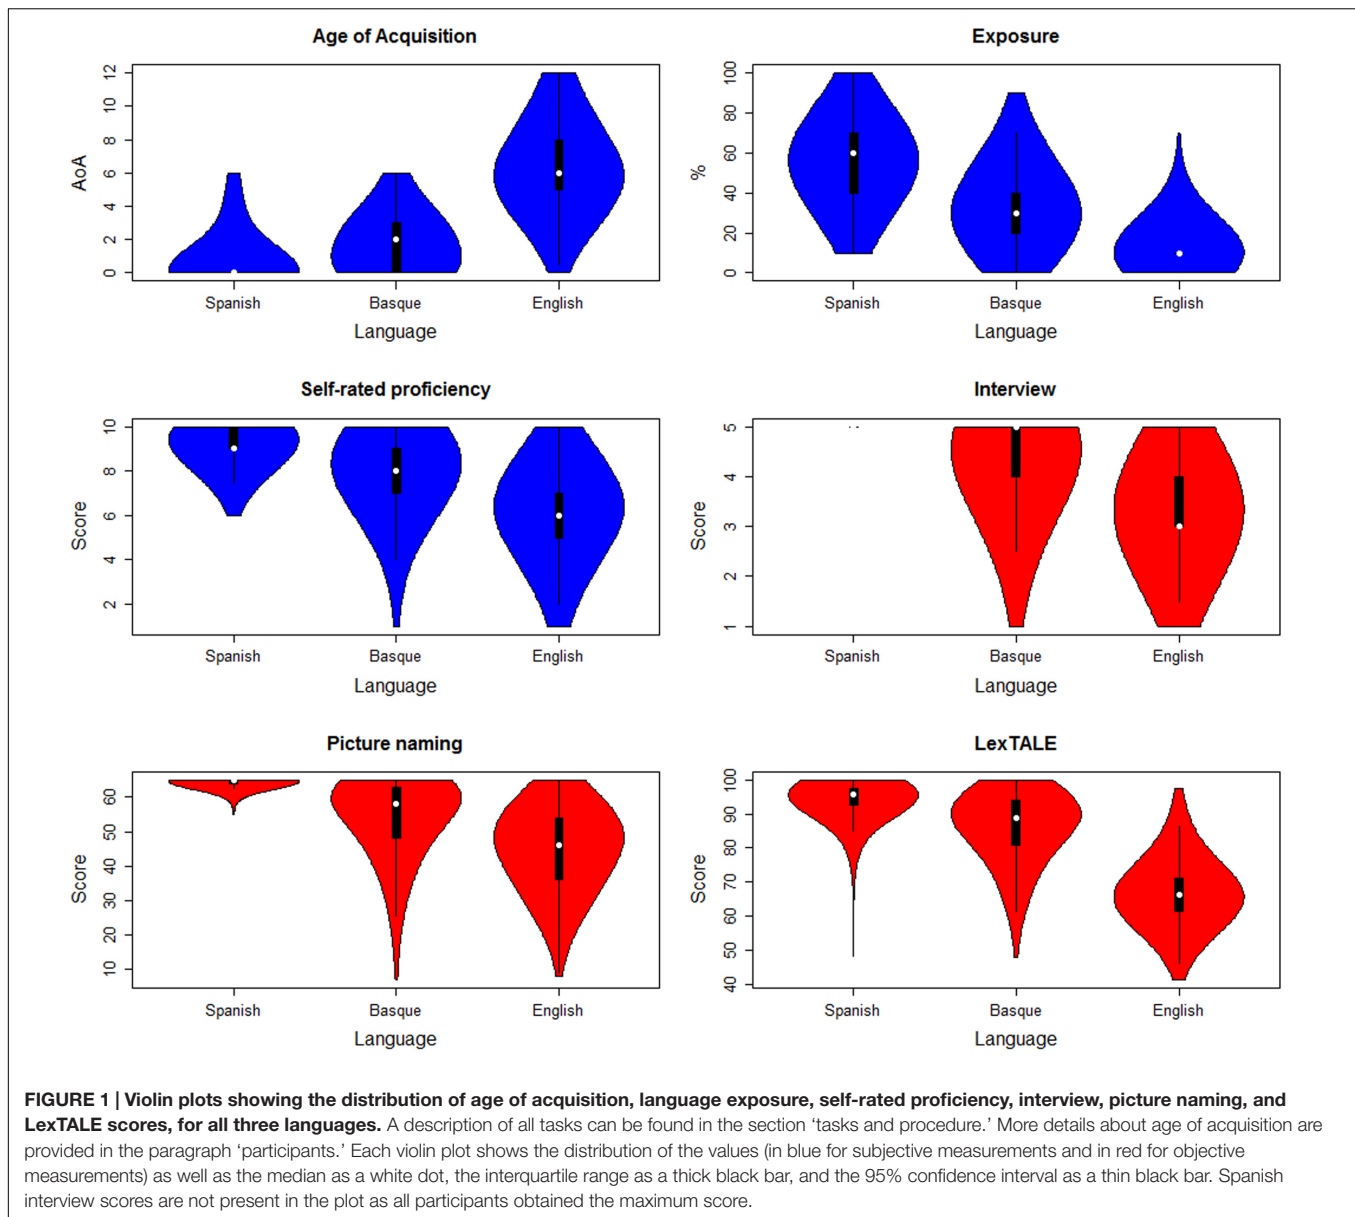 Age of Acquisition
AoA
12
10
8
6
4
2
0
Spanish
Basque
English
Language
Exposure
%
100
80
60
40
20
0
Spanish
Basque
English
Language
Self-rated proficiency
Score
10
8
6
4
2
Spanish
Basque
English
Language
Interview
Score
5
4
3
2
1
Spanish
Basque
English
Language
Picture naming
Score
60
50
40
30
20
10
Spanish
Basque
English
Language
LexTALE
Score
100
90
80
70
60
50
40
Spanish
Basque
English
Language
FIGURE 1 | Violin plots showing the distribution of age of acquisition, language exposure, self-rated proficiency, interview, picture naming, and
LexTALE scores, for all three languages. A description of all tasks can be found in the section ‘tasks and procedure.’ More details about age of acquisition are
provided in the paragraph ‘participants.’ Each violin plot shows the distribution of the values (in blue for subjective measurements and in red for objective
measurements) as well as the median as a white dot, the interquartile range as a thick black bar, and the 95% confidence interval as a thin black bar. Spanish
interview scores are not present in the plot as all participants obtained the maximum score.